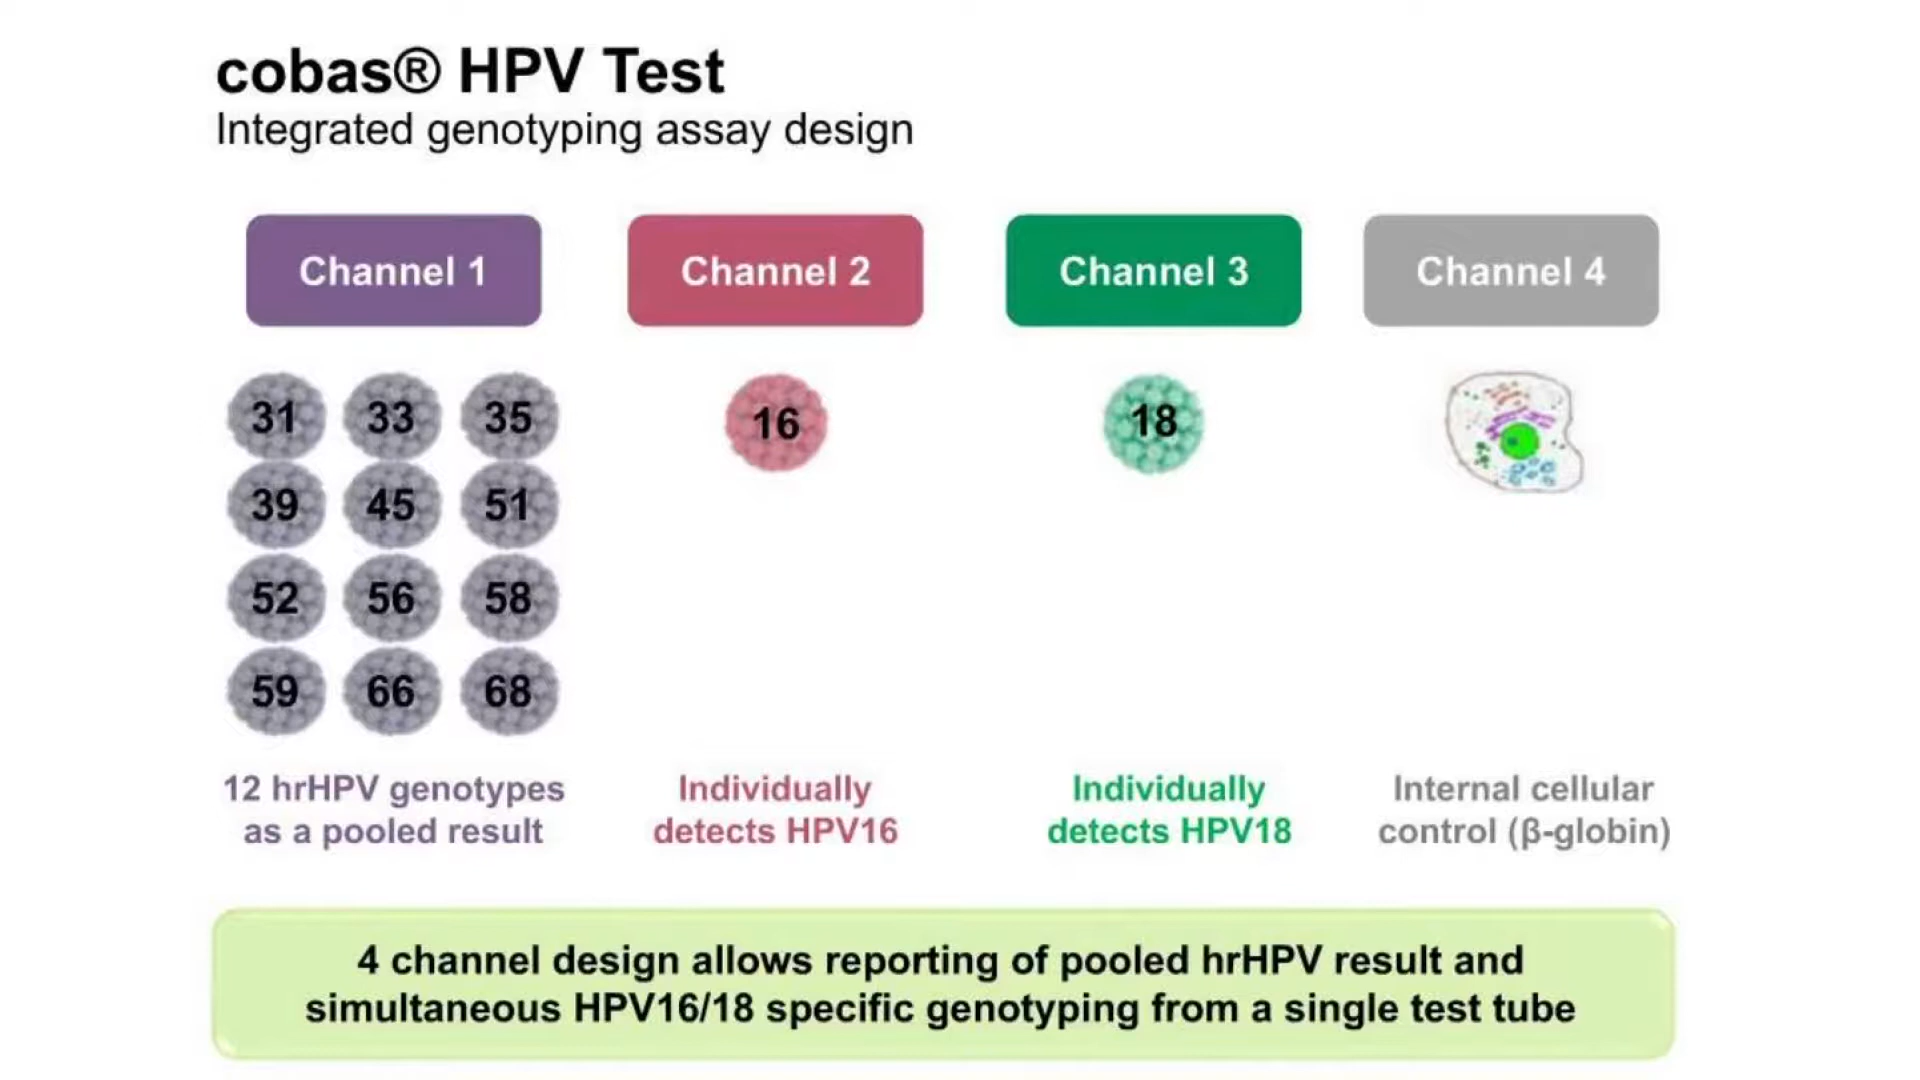 cobas® HPV Test
Integrated genotyping assay design
Channel 1
Channel 2
Channel 3
Channel 4
31 33 35
39 45 51
52 56 58
59 66 68
16
18
12 hrHPV genotypes
as a pooled result
Individually
detects HPV16
Individually
detects HPV18
Internal cellular
control (β-globin)
4 channel design allows reporting of pooled hrHPV result and
simultaneous HPV16/18 specific genotyping from a single test tube